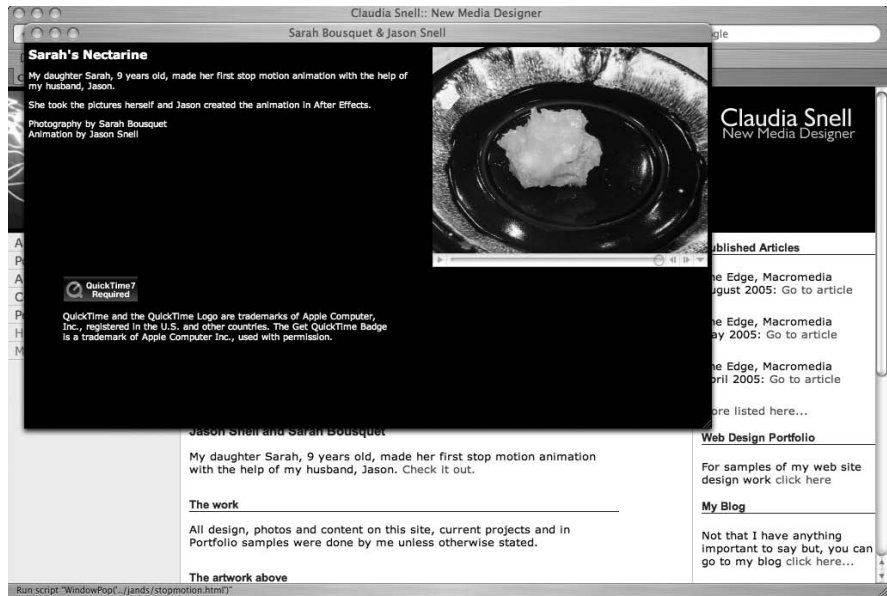 Claudia Snell:: New Media Designer
Sarah Bousquet & Jason Snell
gle
Sarah's Nectarine
My daughter Sarah, 9 years old, made her first stop motion animation with the help of
my husband, Jason.
She took the pictures herself and Jason created the animation in After Effects.
Photography by Sarah Bousquet
Animation by Jason Snell
QuickTime7
Required
QuickTime and the QuickTime Logo are trademarks of Apple Computer,
Inc., registered in the U.S. and other countries. The Get QuickTime Badge
is a trademark of Apple Computer Inc., used with permission.
Claudia Snell
New Media Designer
A
P
A
C
P
H
M
Jason Snell and Sarah Bousquet
My daughter Sarah, 9 years old, made her first stop motion animation
with the help of my husband, Jason. Check it out.
The work
All design, photos and content on this site, current projects and in
Portfolio samples were done by me unless otherwise stated.
The artwork above
ublished Articles
he Edge, Macromedia
ugust 2005: Go to article
he Edge, Macromedia
ay 2005: Go to article
he Edge, Macromedia
pril 2005: Go to article
ore listed here...
Web Design Portfolio
For samples of my web site
design work click here
My Blog
Not that I have anything
important to say but, you can
go to my blog click here...
Run script "WindowPop('../jands/stopmotion.html')"